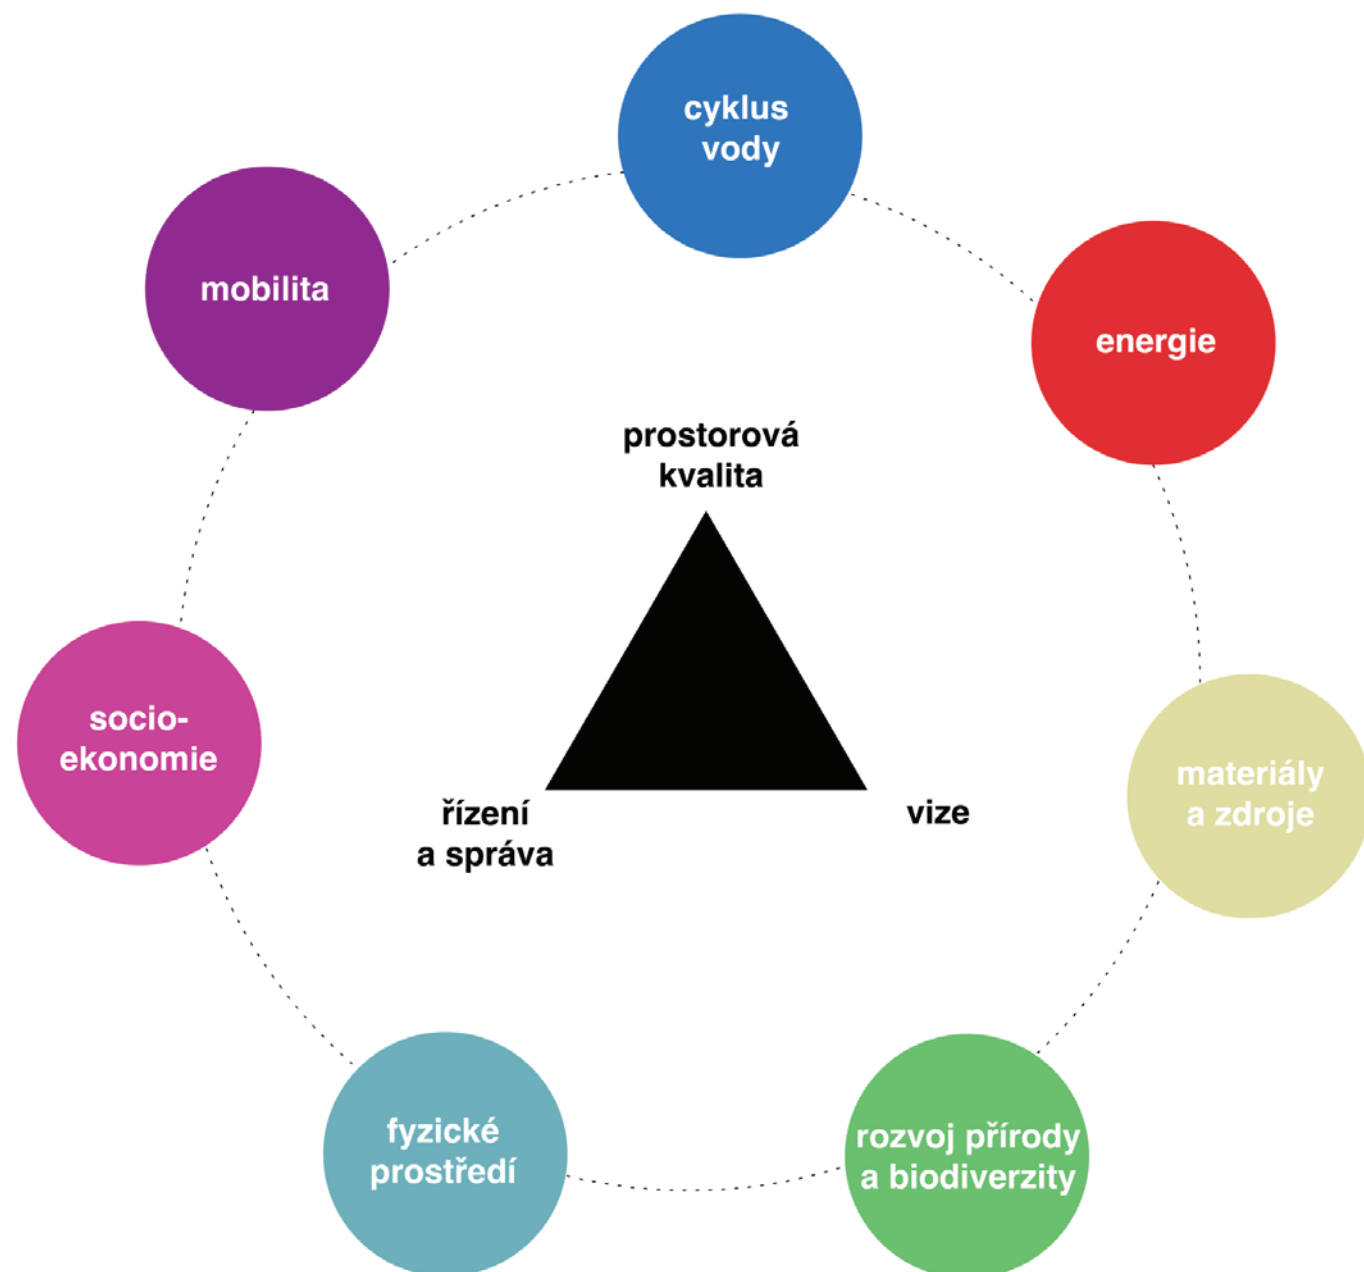 cyklus
vody
mobilita
energie
prostorová
kvalita
socio-
ekonomie
materiály
a zdroje
řízení
a správa
vize
fyzické
prostředí
rozvoj přírody
a biodiverzity